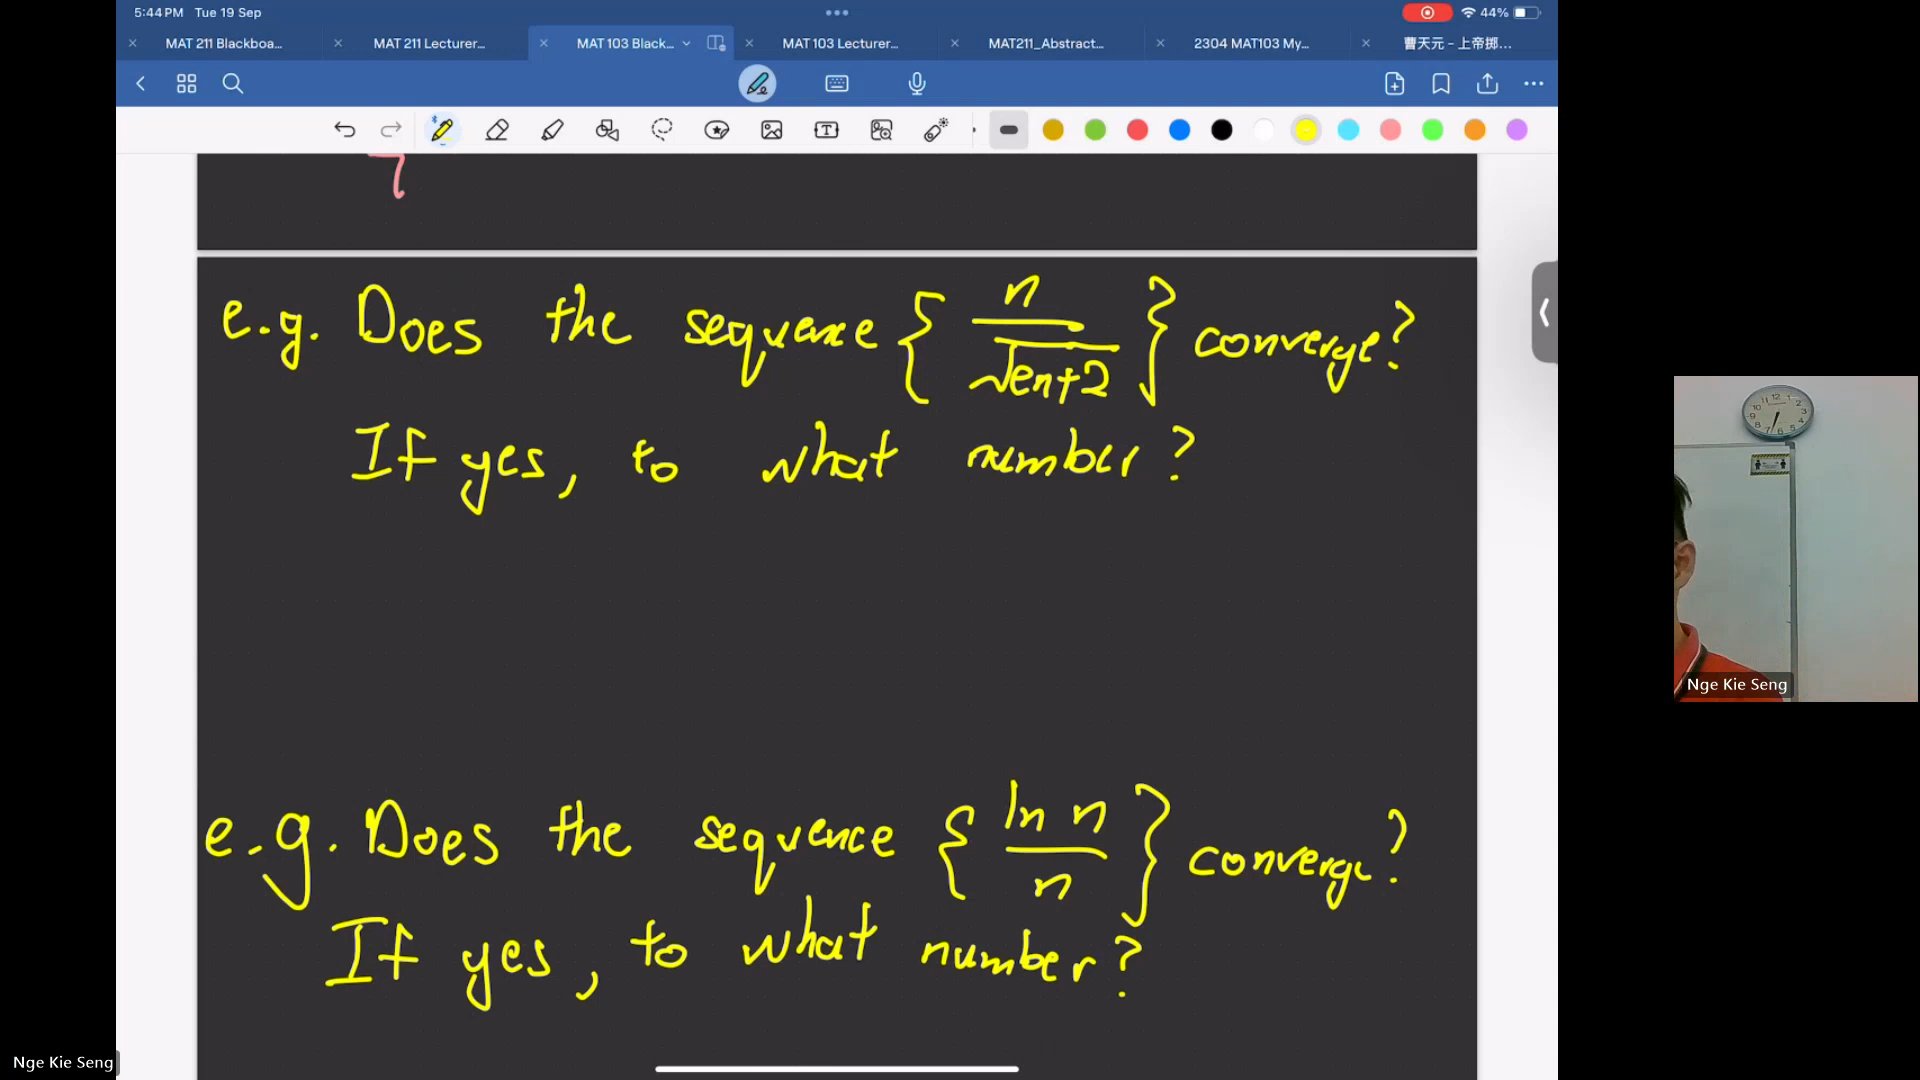 5:44 PM Tue 19 Sep
44%
MAT 211 Blackboa...
MAT 211 Lecturer...
MAT 103 Black...
MAT 103 Lecturer...
MAT211_Abstract...
2304 MAT103 My...
曹天元 - 上帝掷...
e.g. Does the sequence { n / √en+2 } converge?
If yes, to what number?
e.g. Does the sequence { ln n / n } converge?
If yes, to what number?
Nge Kie Seng
Nge Kie Seng